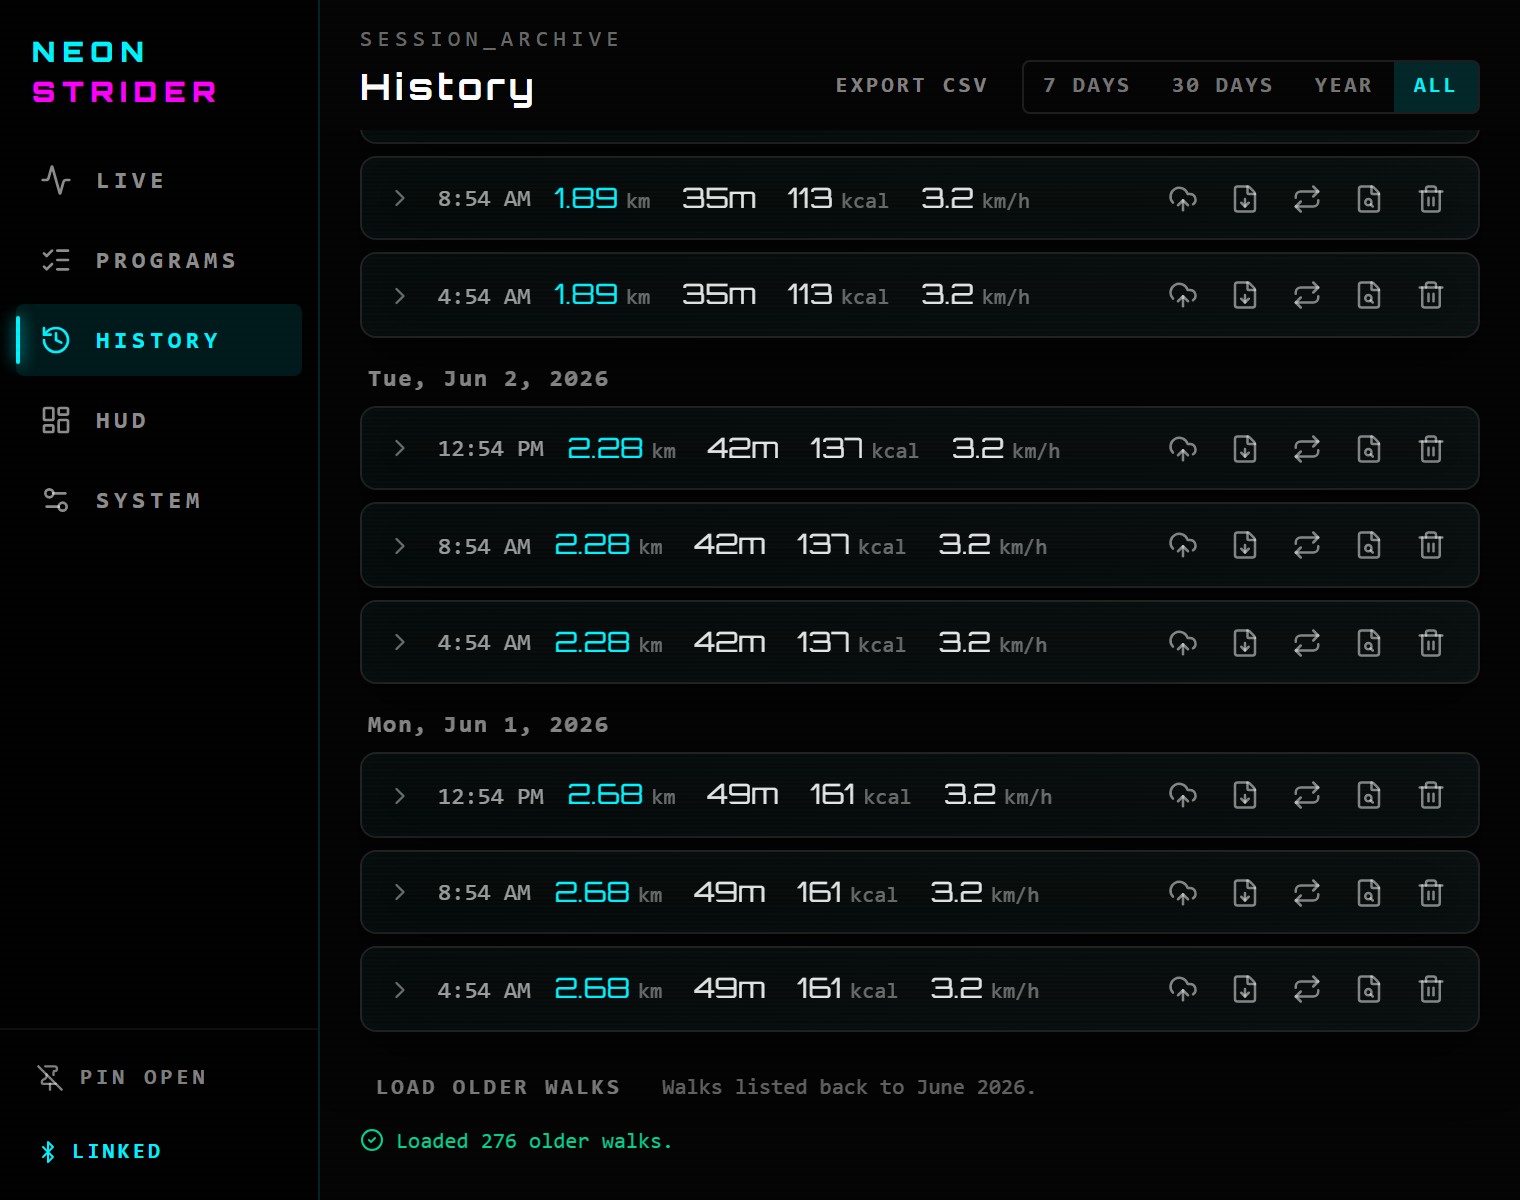 NEON
STRIDER
LIVE
PROGRAMS
HISTORY
HUD
SYSTEM
PIN OPEN
LINKED
SESSION_ARCHIVE
History
EXPORT CSV 7 DAYS 30 DAYS YEAR ALL
8:54 AM 1.89 km 35m 113 kcal 3.2 km/h
4:54 AM 1.89 km 35m 113 kcal 3.2 km/h
Tue, Jun 2, 2026
12:54 PM 2.28 km 42m 137 kcal 3.2 km/h
8:54 AM 2.28 km 42m 137 kcal 3.2 km/h
4:54 AM 2.28 km 42m 137 kcal 3.2 km/h
Mon, Jun 1, 2026
12:54 PM 2.68 km 49m 161 kcal 3.2 km/h
8:54 AM 2.68 km 49m 161 kcal 3.2 km/h
4:54 AM 2.68 km 49m 161 kcal 3.2 km/h
LOAD OLDER WALKS Walks listed back to June 2026.
Loaded 276 older walks.